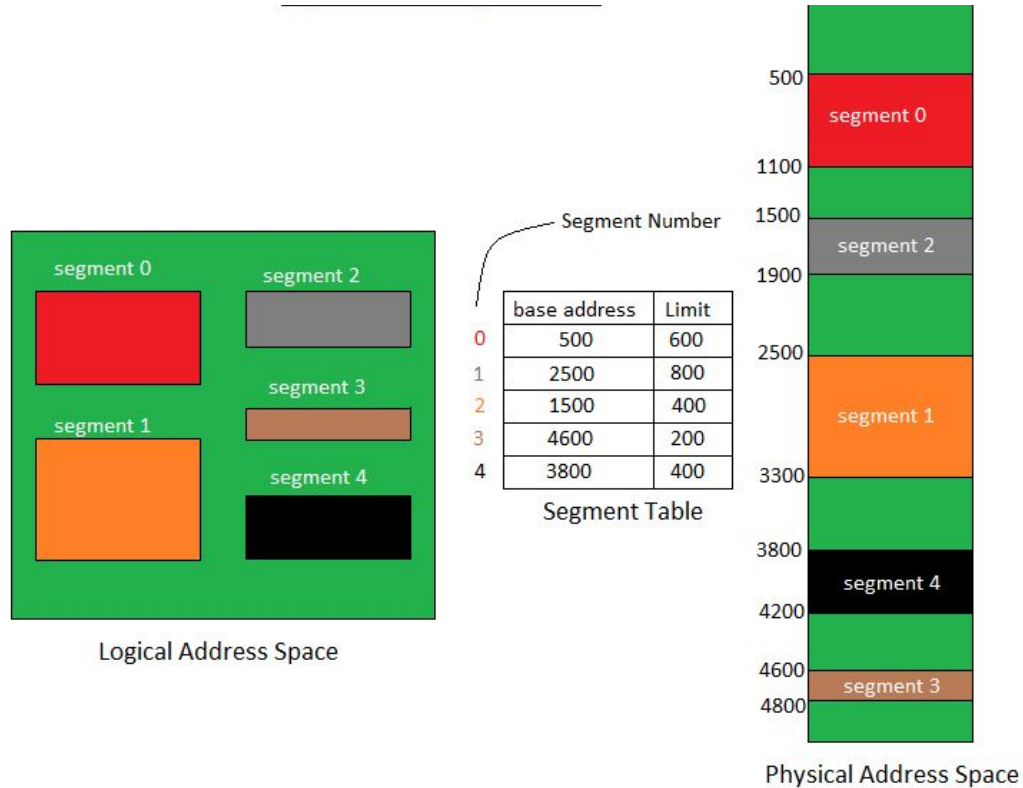 segment 0
segment 2
segment 3
segment 1
segment 4
Logical Address Space
Segment Number
base address Limit
0 500 600
1 2500 800
2 1500 400
3 4600 200
4 3800 400
Segment Table
500
segment 0
1100
1500
segment 2
1900
2500
segment 1
3300
3800
segment 4
4200
4600
segment 3
4800
Physical Address Space